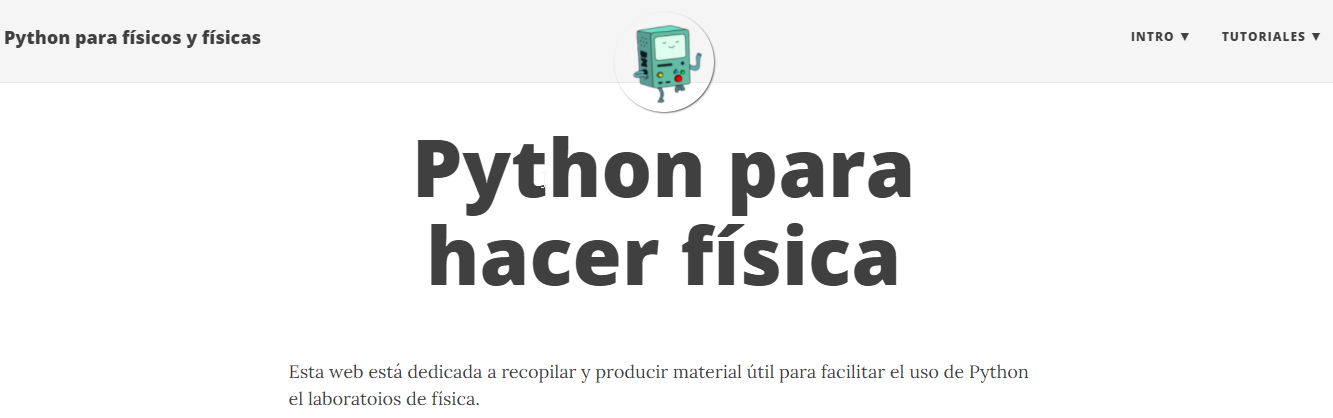 Python para físicos y físicas
INTRO ▼
TUTORIALES ▼
Python para
hacer física
Esta web está dedicada a recopilar y producir material útil para facilitar el uso de Python
el laboratoios de física.